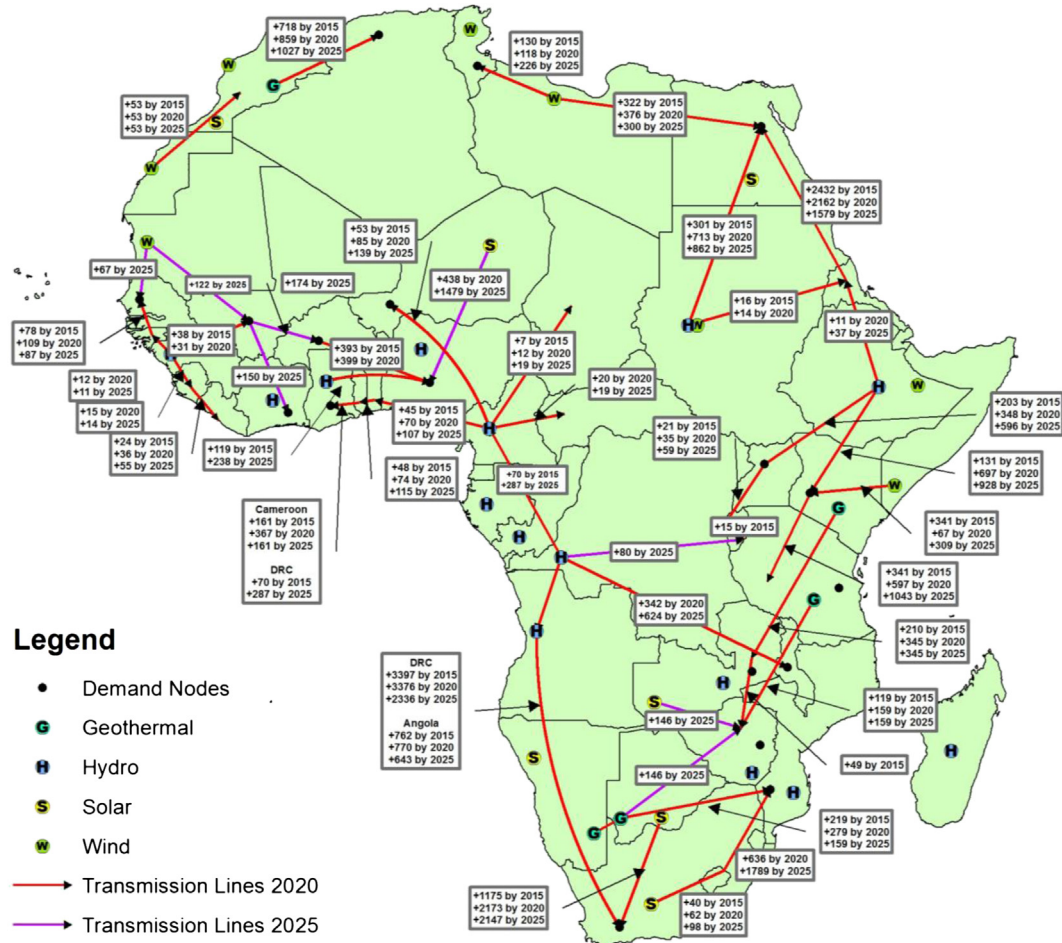 +718 by 2015
+859 by 2020
+1027 by 2025
+130 by 2015
+118 by 2020
+226 by 2025
+53 by 2015
+53 by 2020
+53 by 2025
+322 by 2015
+376 by 2020
+300 by 2025
+2432 by 2015
+2162 by 2020
+1579 by 2025
+53 by 2015
+85 by 2020
+139 by 2025
+301 by 2015
+713 by 2020
+862 by 2025
+67 by 2025
+122 by 2025
+174 by 2025
+438 by 2020
+1479 by 2025
+16 by 2015
+14 by 2020
+78 by 2015
+109 by 2020
+87 by 2025
+38 by 2015
+31 by 2020
+393 by 2015
+399 by 2020
+7 by 2015
+12 by 2020
+19 by 2025
+11 by 2020
+37 by 2025
+12 by 2020
+11 by 2025
+150 by 2025
+20 by 2020
+19 by 2025
+15 by 2020
+14 by 2025
+45 by 2015
+70 by 2020
+107 by 2025
+21 by 2015
+35 by 2020
+59 by 2025
+203 by 2015
+348 by 2020
+596 by 2025
+24 by 2015
+36 by 2020
+55 by 2025
+119 by 2015
+238 by 2025
+48 by 2015
+74 by 2020
+115 by 2025
+70 by 2015
+287 by 2025
+131 by 2015
+697 by 2020
+928 by 2025
Cameroon
+161 by 2015
+367 by 2020
+161 by 2025
DRC
+70 by 2015
+287 by 2025
+15 by 2015
+341 by 2015
+67 by 2020
+309 by 2025
+80 by 2025
+341 by 2015
+597 by 2020
+1043 by 2025
+342 by 2020
+624 by 2025
+210 by 2015
+345 by 2020
+345 by 2025
DRC
+3397 by 2015
+3376 by 2020
+2336 by 2025
Angola
+762 by 2015
+770 by 2020
+643 by 2025
+119 by 2015
+159 by 2020
+159 by 2025
+146 by 2025
+49 by 2015
+146 by 2025
+219 by 2015
+279 by 2020
+159 by 2025
+636 by 2020
+1789 by 2025
+1175 by 2015
+2173 by 2020
+2147 by 2025
+40 by 2015
+62 by 2020
+98 by 2025
Legend
Demand Nodes
G Geothermal
H Hydro
S Solar
W Wind
Transmission Lines 2020
Transmission Lines 2025